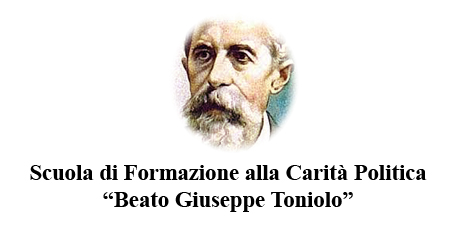 Scuola di Formazione alla Carità Politica
“Beato Giuseppe Toniolo”